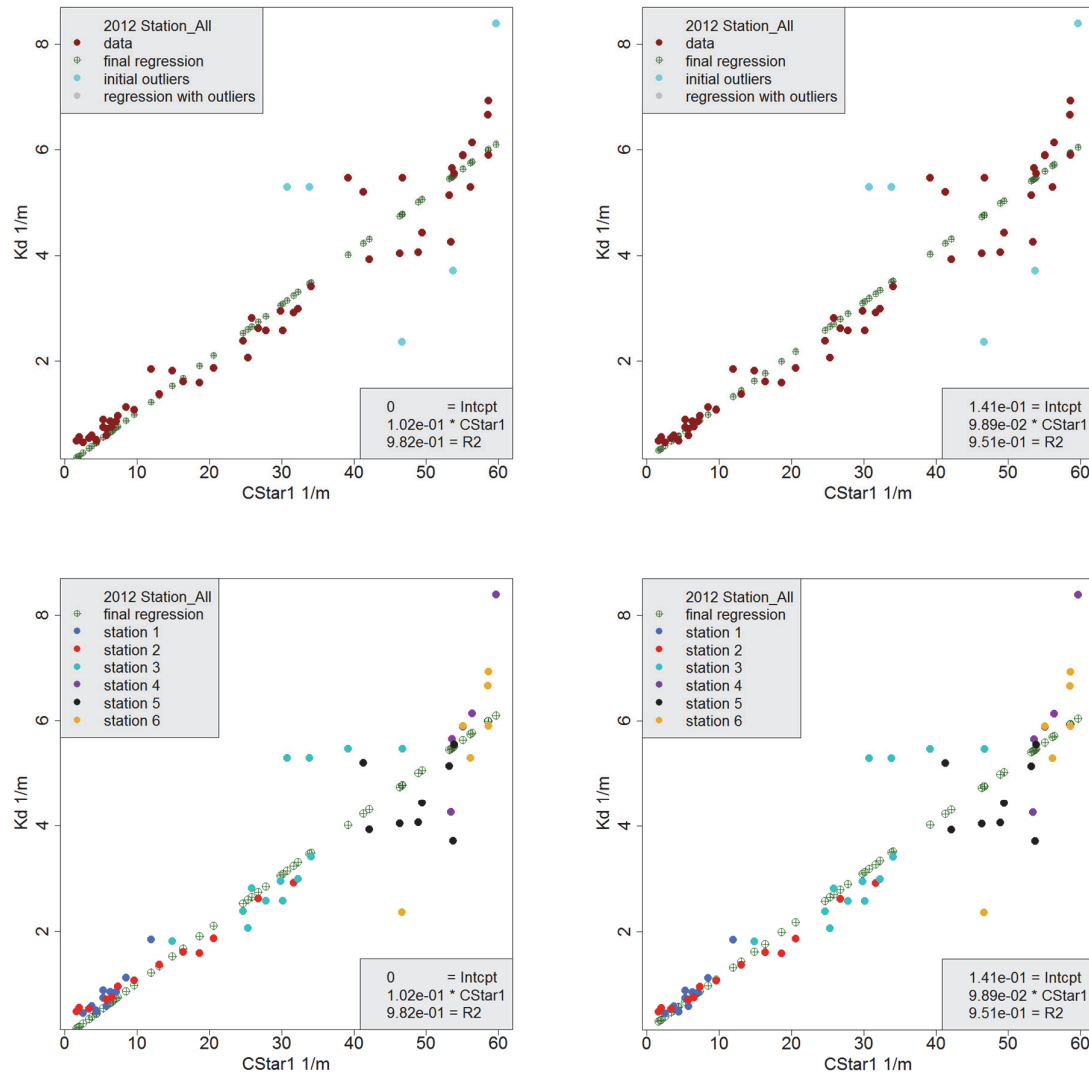 2012 Station_All
data
final regression
initial outliers
regression with outliers
8
6
4
2
Kd 1/m
0 = Intcpt
1.02e-01 * CStar1
9.82e-01 = R2
0 10 20 30 40 50 60
CStar1 1/m
2012 Station_All
data
final regression
initial outliers
regression with outliers
8
6
4
2
Kd 1/m
1.41e-01 = Intcpt
9.89e-02 * CStar1
9.51e-01 = R2
0 10 20 30 40 50 60
CStar1 1/m
2012 Station_All
final regression
station 1
station 2
station 3
station 4
station 5
station 6
8
6
4
2
Kd 1/m
0 = Intcpt
1.02e-01 * CStar1
9.82e-01 = R2
0 10 20 30 40 50 60
CStar1 1/m
2012 Station_All
final regression
station 1
station 2
station 3
station 4
station 5
station 6
8
6
4
2
Kd 1/m
1.41e-01 = Intcpt
9.89e-02 * CStar1
9.51e-01 = R2
0 10 20 30 40 50 60
CStar1 1/m